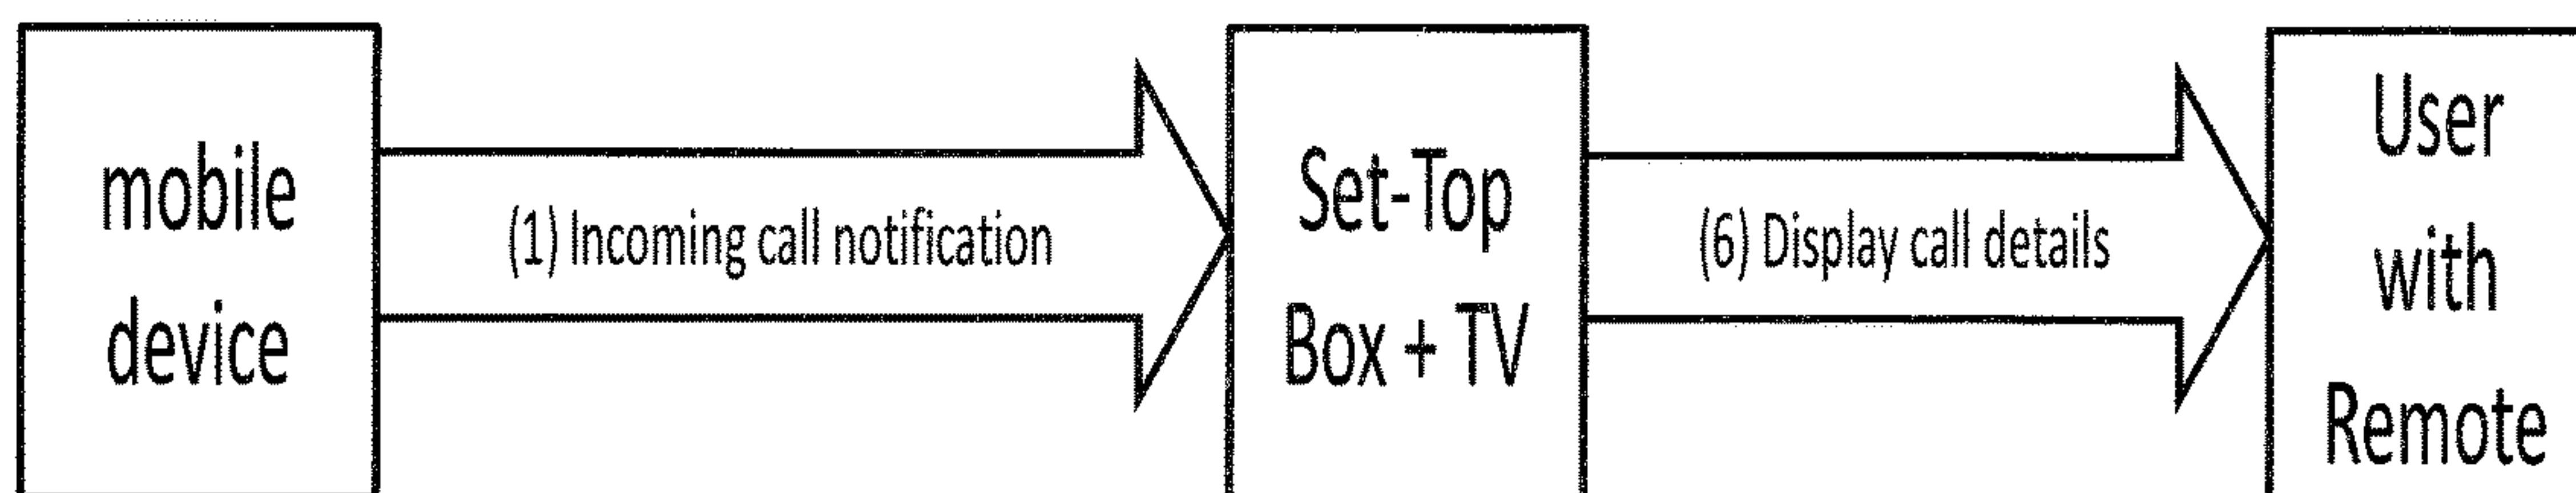 mobile
device
(1) Incoming call notification
Set-Top
Box + TV
(6) Display call details
User
with
Remote